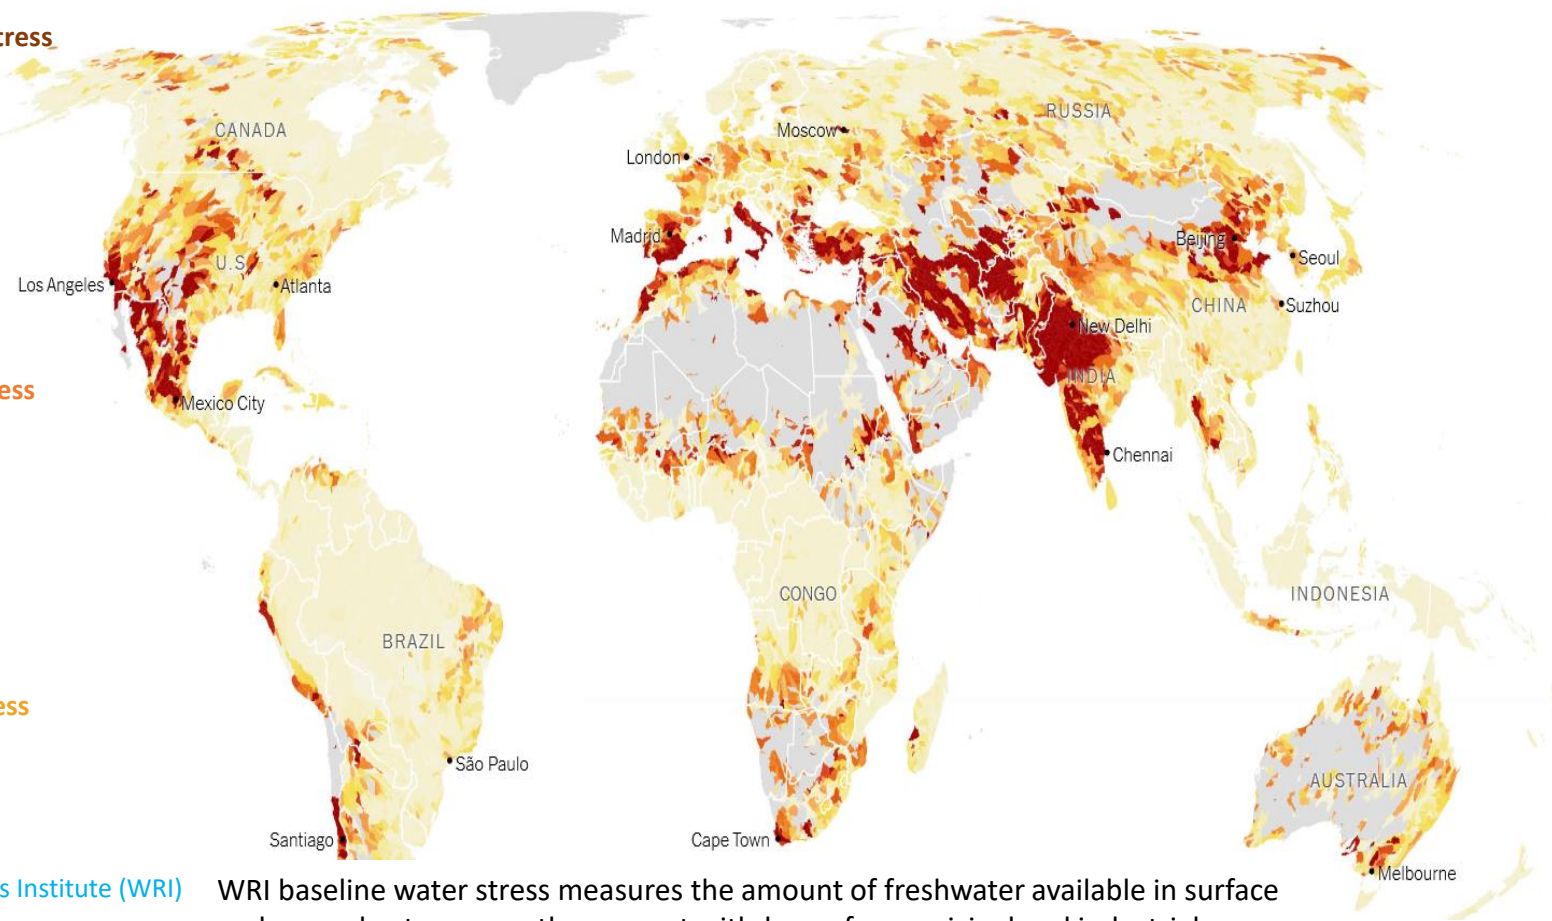 tress
CANADA
RUSSIA
Moscow
London
Madrid
Beijing
Seoul
U.S.
Los Angeles
Atlanta
CHINA
Suzhou
New Delhi
INDIA
ess
Mexico City
Chennai
CONGO
INDONESIA
BRAZIL
ess
São Paulo
AUSTRALIA
Santiago
Cape Town
Melbourne
s Institute (WRI)
WRI baseline water stress measures the amount of freshwater available in surface